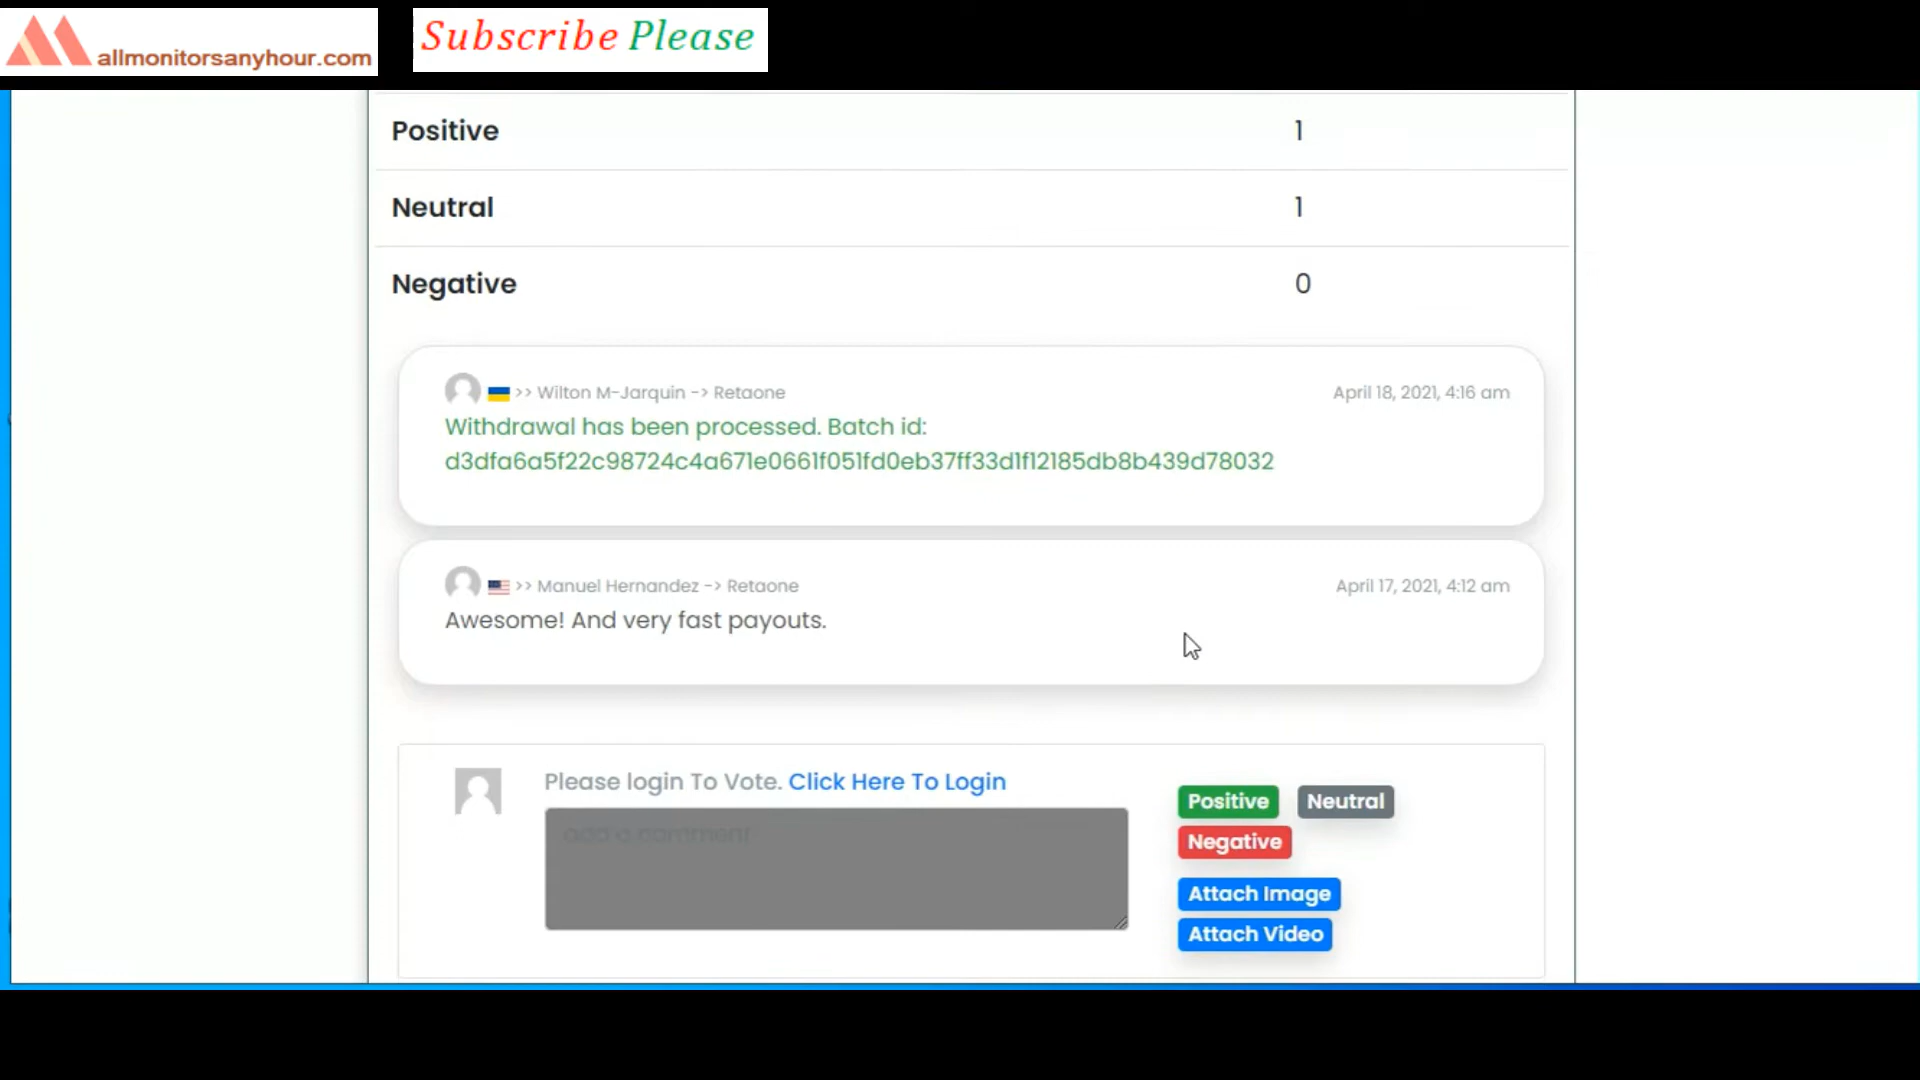 allmonitorsanyhour.com
Subscribe Please
Positive 1
Neutral 1
Negative 0
>> Wilton M-Jarquin -> Retaone April 18, 2021, 4:16 am
Withdrawal has been processed. Batch id:
d3dfa6a5f22c98724c4a671e0661f051fd0eb37ff33d1f12185db8b439d78032
>> Manuel Hernandez -> Retaone April 17, 2021, 4:12 am
Awesome! And very fast payouts.
Please login To Vote. Click Here To Login
add a comment
Positive Neutral
Negative
Attach Image
Attach Video